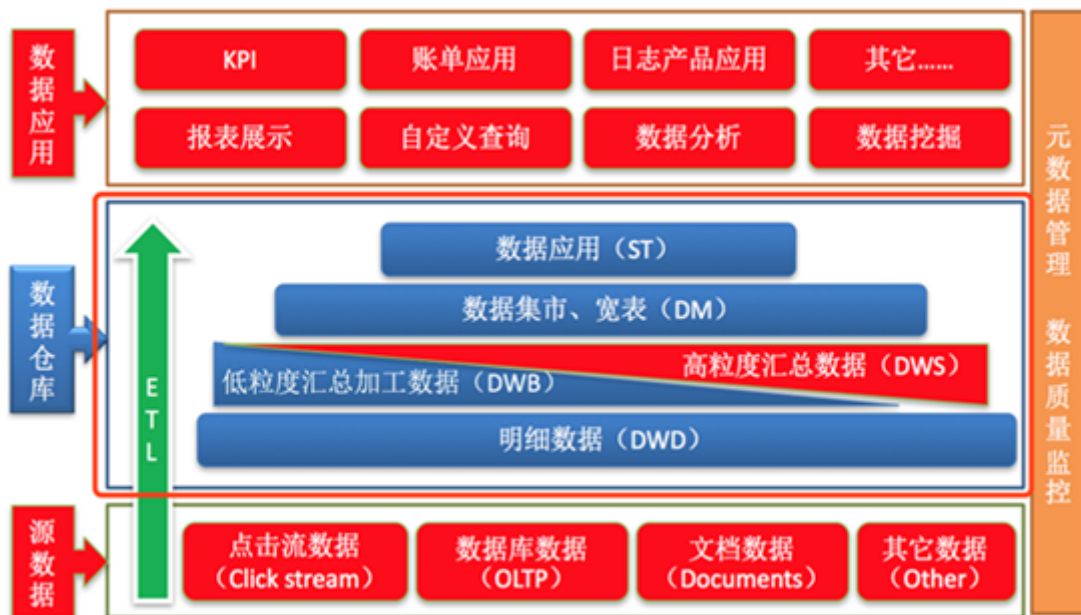 数据应用
KPI
账单应用
日志产品应用
其它......
报表展示
自定义查询
数据分析
数据挖掘
数据仓库
ETL
数据应用（ST）
数据集市、宽表（DM）
高粒度汇总数据（DWS）
低粒度汇总加工数据（DWB）
明细数据（DWD）
源数据
点击流数据
（Click stream）
数据库数据
（OLTP）
文档数据
（Documents）
其它数据
（Other）
元数据管理
数据质量监控